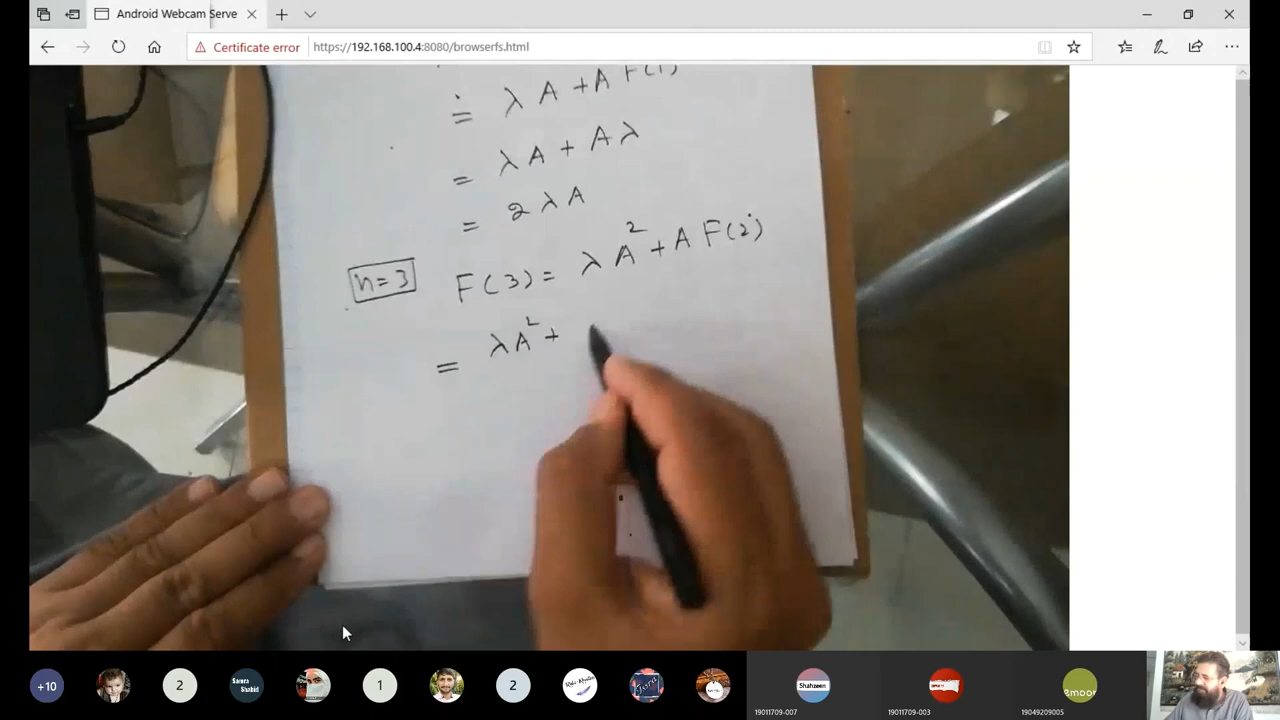 Android Webcam Serve
Certificate error
https://192.168.100.4:8080/browserfs.html
= λ A + A F(1)
= λ A + A λ
= 2 λ A
n=3 F(3) = λ A² + A F(2)
= λ A² +
+10
2
Samra Shahid
1
2
Shahzeen
19011709-007
19011709-003
19049209005